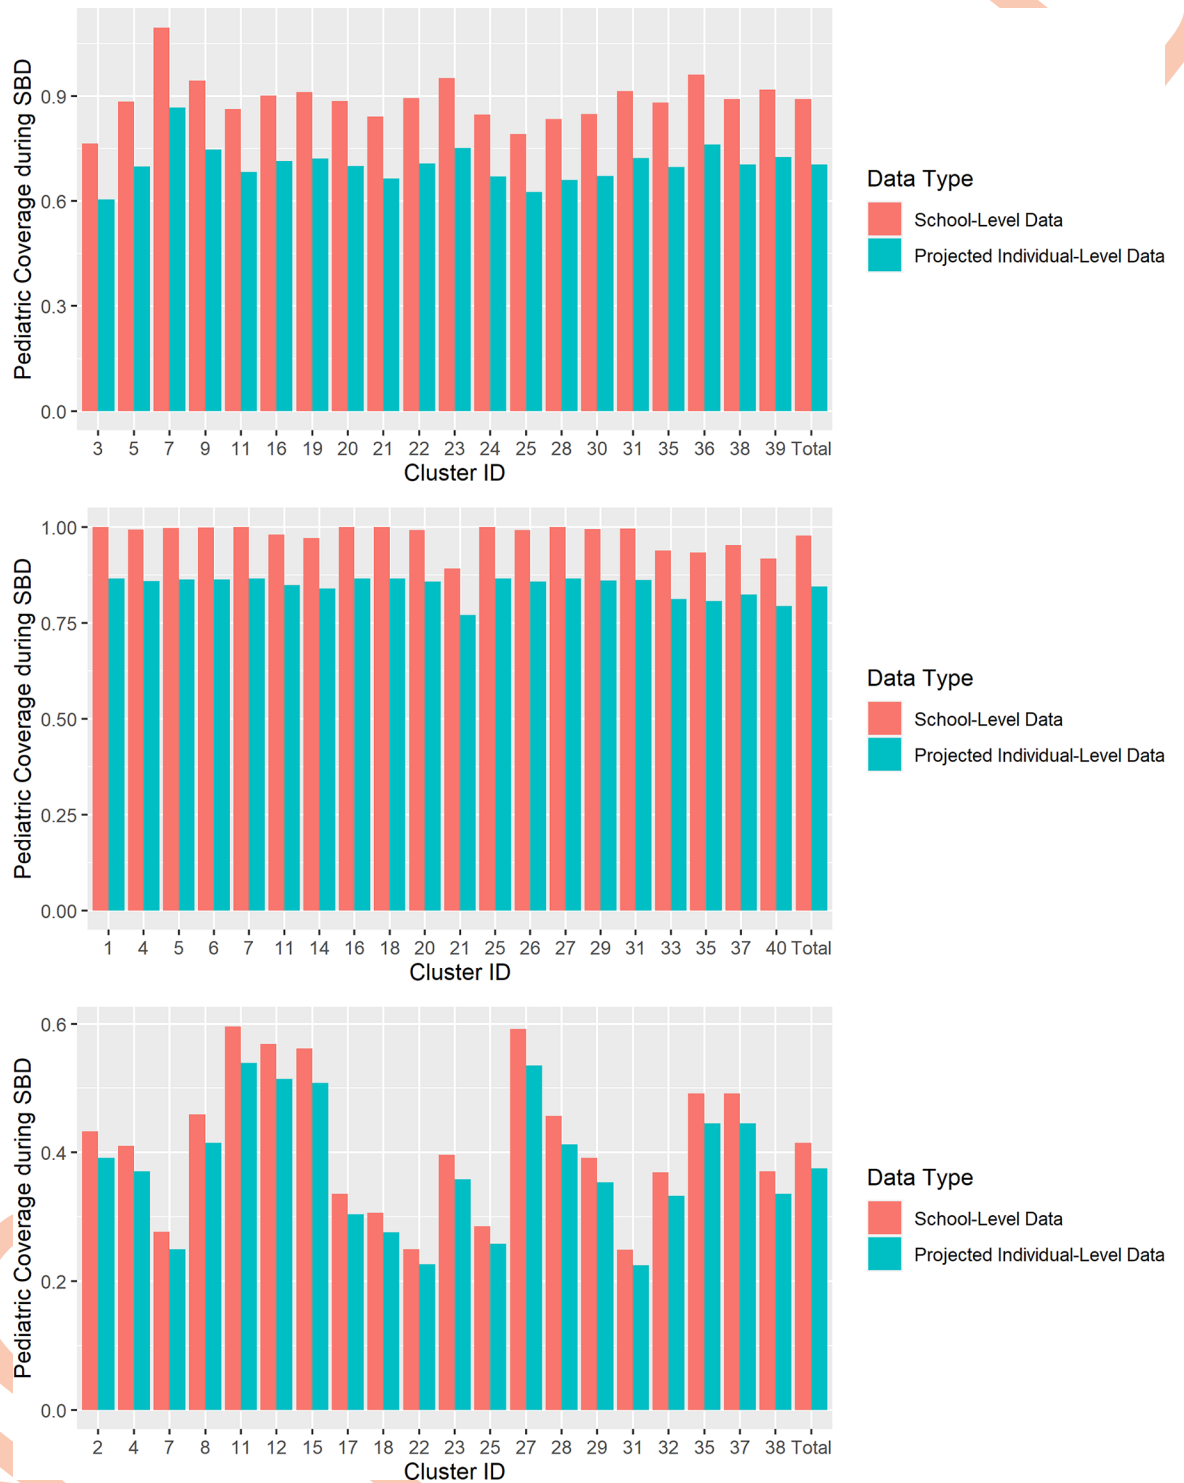 Pediatric Coverage during SBD
0.9
0.6
0.3
0.0
3 5 7 9 11 16 19 20 21 22 23 24 25 28 30 31 35 36 38 39 Total
Cluster ID
Data Type
School-Level Data
Projected Individual-Level Data
Pediatric Coverage during SBD
1.00
0.75
0.50
0.25
0.00
1 4 5 6 7 11 14 16 18 20 21 25 26 27 29 31 33 35 37 40 Total
Cluster ID
Data Type
School-Level Data
Projected Individual-Level Data
Pediatric Coverage during SBD
0.6
0.4
0.2
0.0
2 4 7 8 11 12 15 17 18 22 23 25 27 28 29 31 32 35 37 38 Total
Cluster ID
Data Type
School-Level Data
Projected Individual-Level Data